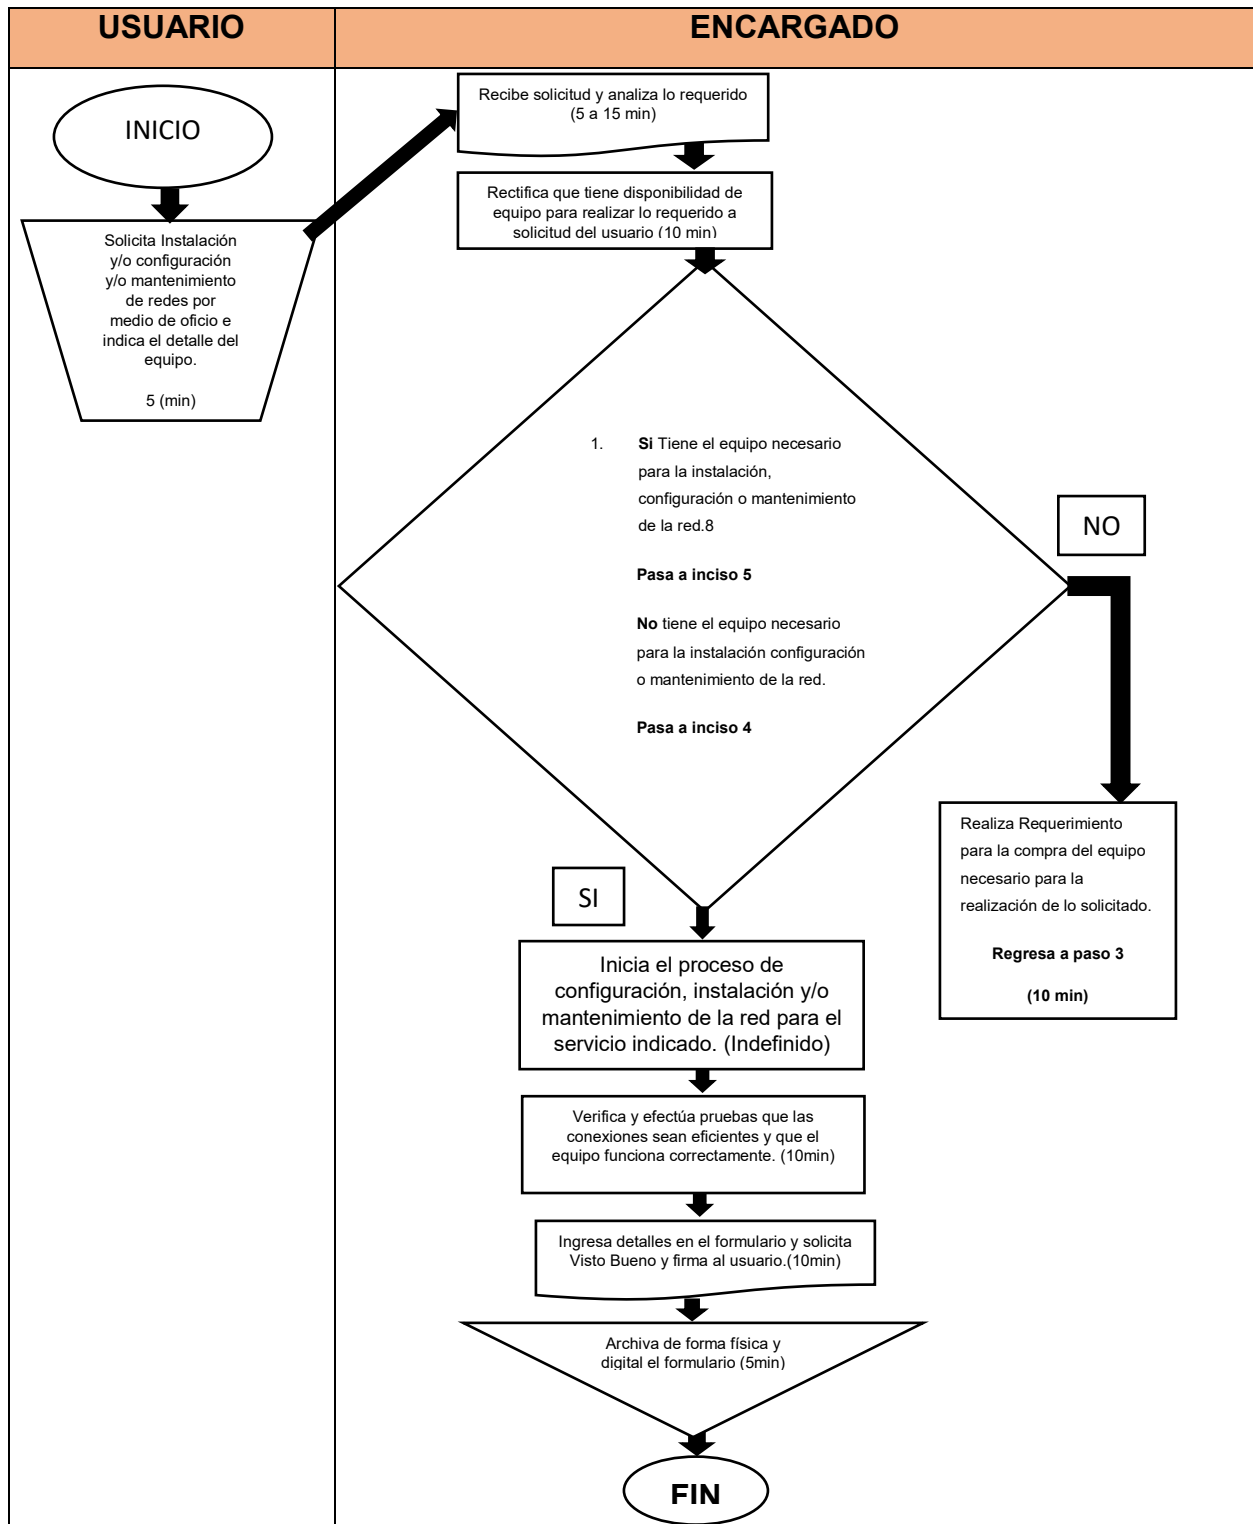 USUARIO
ENCARGADO
INICIO
Solicita Instalación
y/o configuración
y/o mantenimiento
de redes por
medio de oficio e
indica el detalle del
equipo.
5 (min)
Recibe solicitud y analiza lo requerido
(5 a 15 min)
Rectifica que tiene disponibilidad de
equipo para realizar lo requerido a
solicitud del usuario (10 min)
1. Si Tiene el equipo necesario
para la instalación,
configuración o mantenimiento
de la red.8
Pasa a inciso 5
No tiene el equipo necesario
para la instalación configuración
o mantenimiento de la red.
Pasa a inciso 4
NO
Realiza Requerimiento
para la compra del equipo
necesario para la
realización de lo solicitado.
Regresa a paso 3
(10 min)
SI
Inicia el proceso de
configuración, instalación y/o
mantenimiento de la red para el
servicio indicado. (Indefinido)
Verifica y efectúa pruebas que las
conexiones sean eficientes y que el
equipo funciona correctamente. (10min)
Ingresa detalles en el formulario y solicita
Visto Bueno y firma al usuario.(10min)
Archiva de forma física y
digital el formulario (5min)
FIN